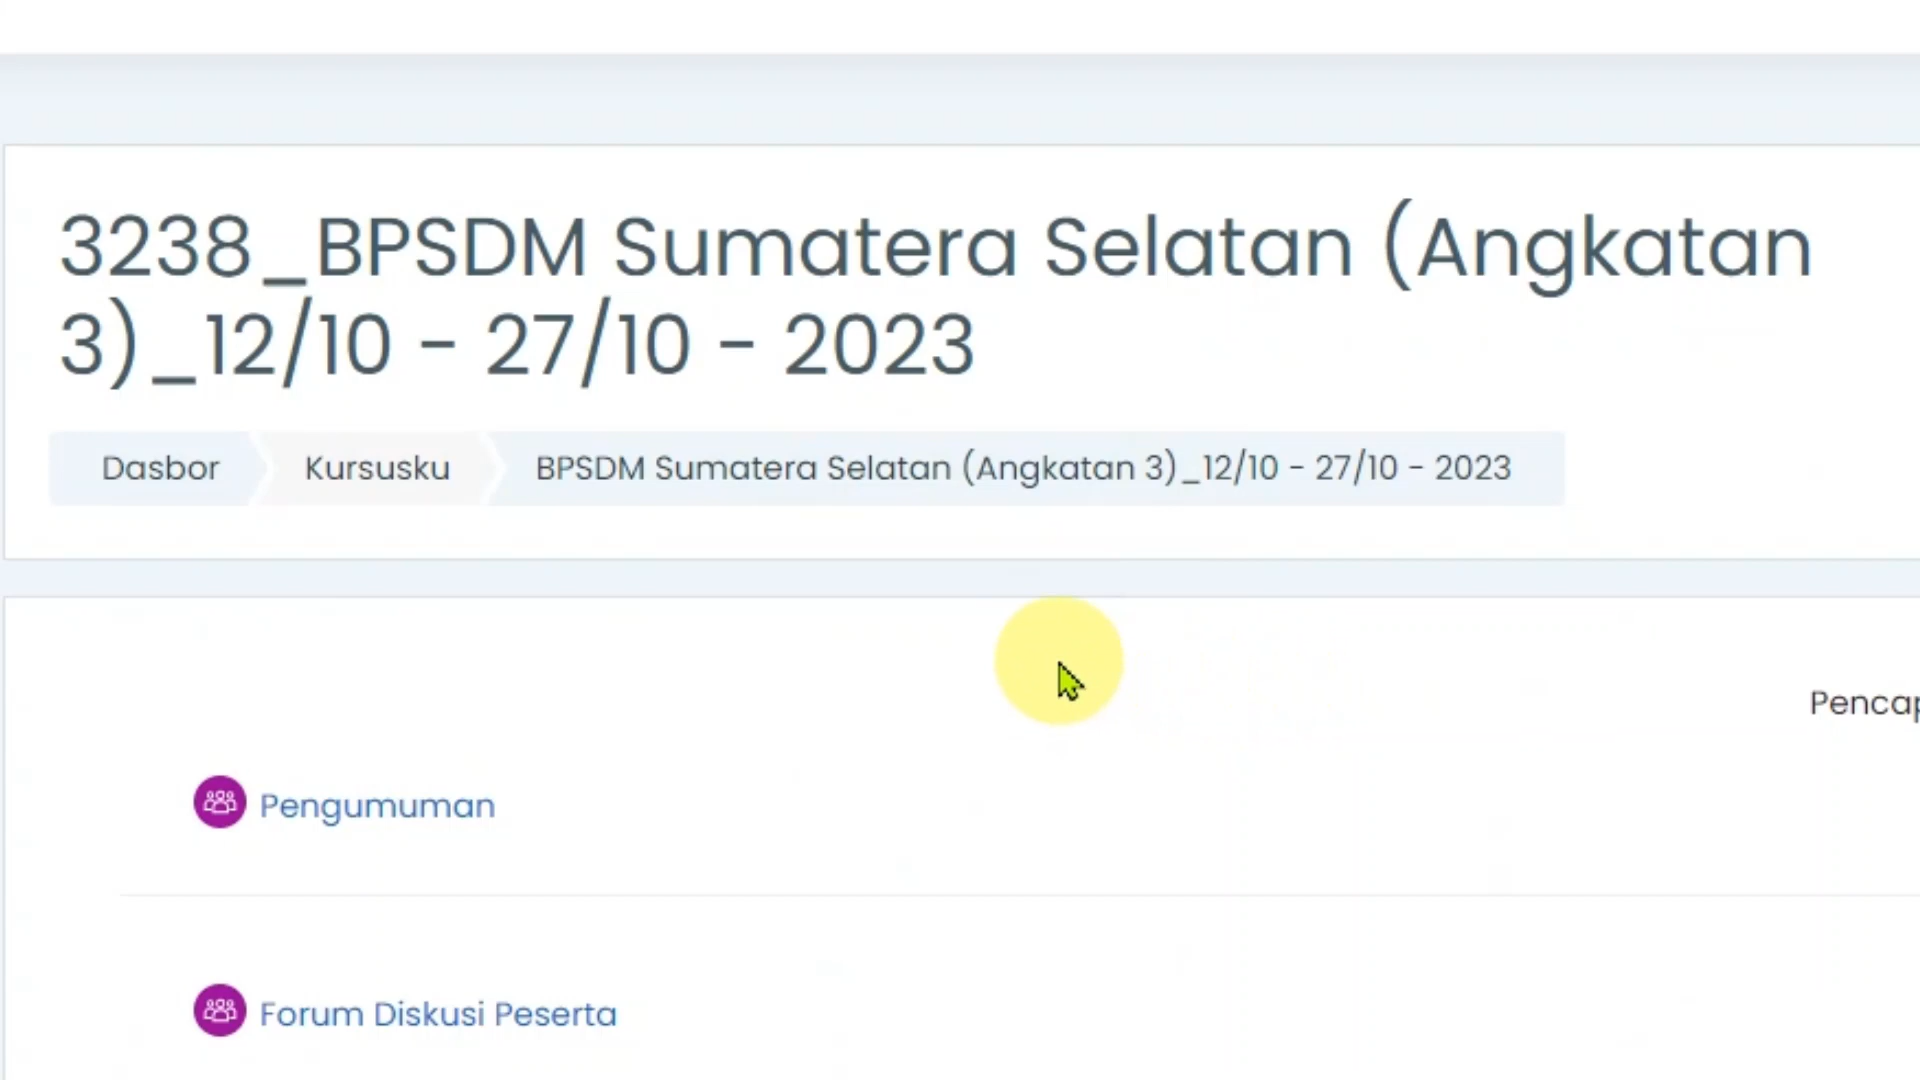 3238_BPSDM Sumatera Selatan (Angkatan
3)_12/10 - 27/10 - 2023
Dasbor Kursusku BPSDM Sumatera Selatan (Angkatan 3)_12/10 - 27/10 - 2023
Pencap
Pengumuman
Forum Diskusi Peserta